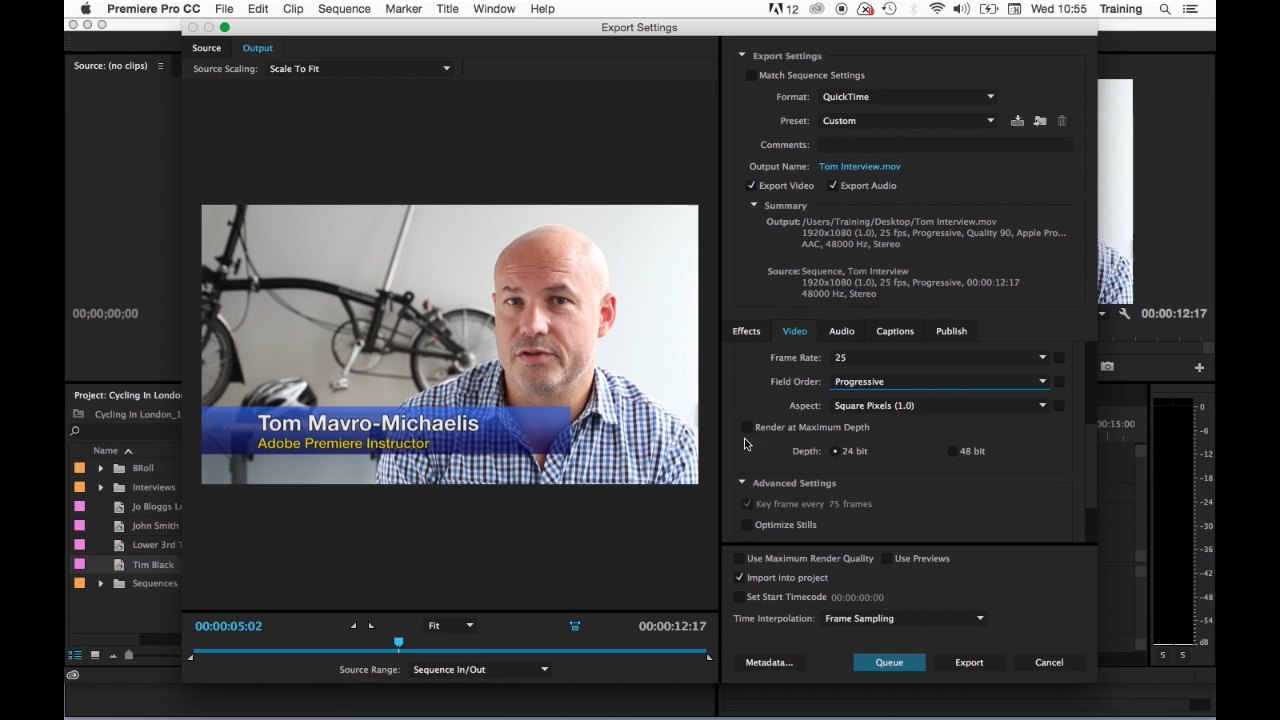 Premiere Pro CC File Edit Clip Sequence Marker Title Window Help 12 Wed 10:55 Training
Export Settings
Source: (no clips)
Source Output
Source Scaling: Scale To Fit
Export Settings
Match Sequence Settings
Format: QuickTime
Preset: Custom
Comments:
Output Name: Tom Interview.mov
Export Video Export Audio
Summary
Output: /Users/Training/Desktop/Tom Interview.mov
1920x1080 (1.0), 25 fps, Progressive, Quality 90, Apple Pro...
AAC, 48000 Hz, Stereo
Source: Sequence, Tom Interview
1920x1080 (1.0), 25 fps, Progressive, 00:00:12:17
48000 Hz, Stereo
00;00;00;00
00:00:12:17
Effects Video Audio Captions Publish
Frame Rate: 25
Field Order: Progressive
Aspect: Square Pixels (1.0)
Render at Maximum Depth
Depth: 24 bit 48 bit
Advanced Settings
Key frame every 75 frames
Optimize Stills
Tom Mavro-Michaelis
Adobe Premiere Instructor
Project: Cycling In London
Cycling In London_1
Name
BRoll
Interviews
Jo Bloggs L
John Smith
Lower 3rd T
Tim Black
Sequences
00:15:00
0
-6
-12
-18
-24
-30
-36
-42
-48
-54
dB
5 5
Use Maximum Render Quality Use Previews
Import into project
Set Start Timecode 00:00:00:00
Time Interpolation: Frame Sampling
00:00:05:02 Fit 00:00:12:17
Source Range: Sequence In/Out
Metadata... Queue Export Cancel